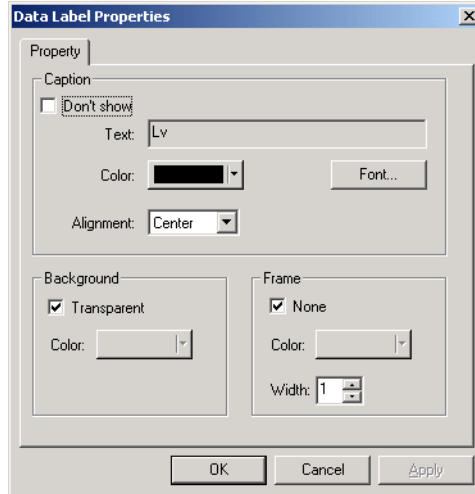 Data Label Properties
Property
Caption
Don't show
Text: Lv
Color: Font...
Alignment: Center
Background Frame
Transparent None
Color: Color:
Width: 1
OK Cancel Apply